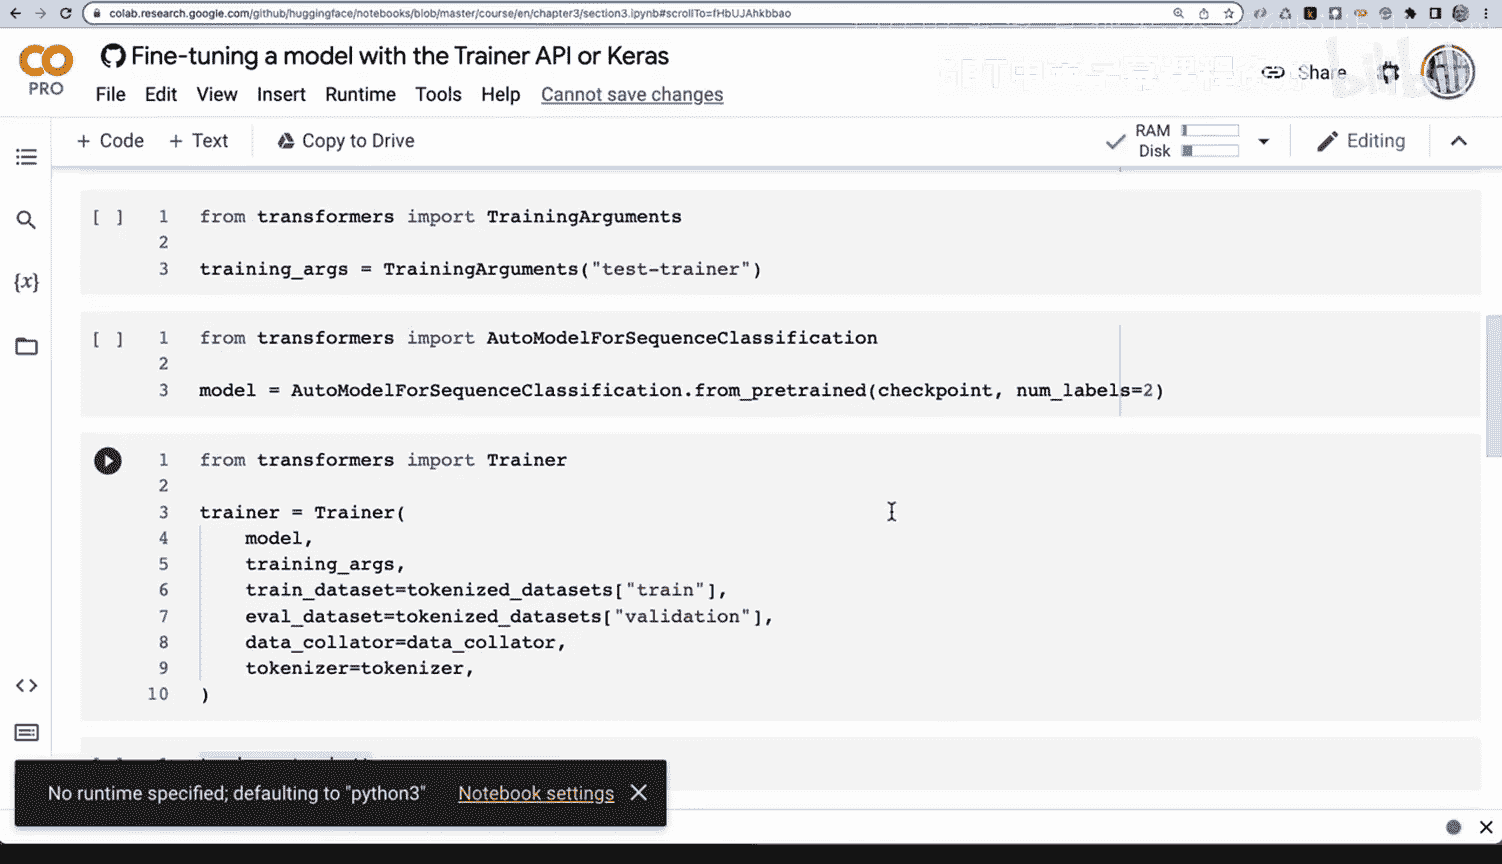 colab.research.google.com/github/huggingface/notebooks/blob/master/course/en/chapter3/section3.ipynb#scrollTo=fHbUJAhkbbao
CO
PRO
Fine-tuning a model with the Trainer API or Keras
Share
File Edit View Insert Runtime Tools Help Cannot save changes
+ Code + Text Copy to Drive
RAM
Disk
Editing
{x}
[ ] 1 from transformers import TrainingArguments
2
3 training_args = TrainingArguments("test-trainer")
[ ] 1 from transformers import AutoModelForSequenceClassification
2
3 model = AutoModelForSequenceClassification.from_pretrained(checkpoint, num_labels=2)
1 from transformers import Trainer
2
3 trainer = Trainer(
4 model,
5 training_args,
6 train_dataset=tokenized_datasets["train"],
7 eval_dataset=tokenized_datasets["validation"],
8 data_collator=data_collator,
9 tokenizer=tokenizer,
10 )
No runtime specified; defaulting to "python3" Notebook settings